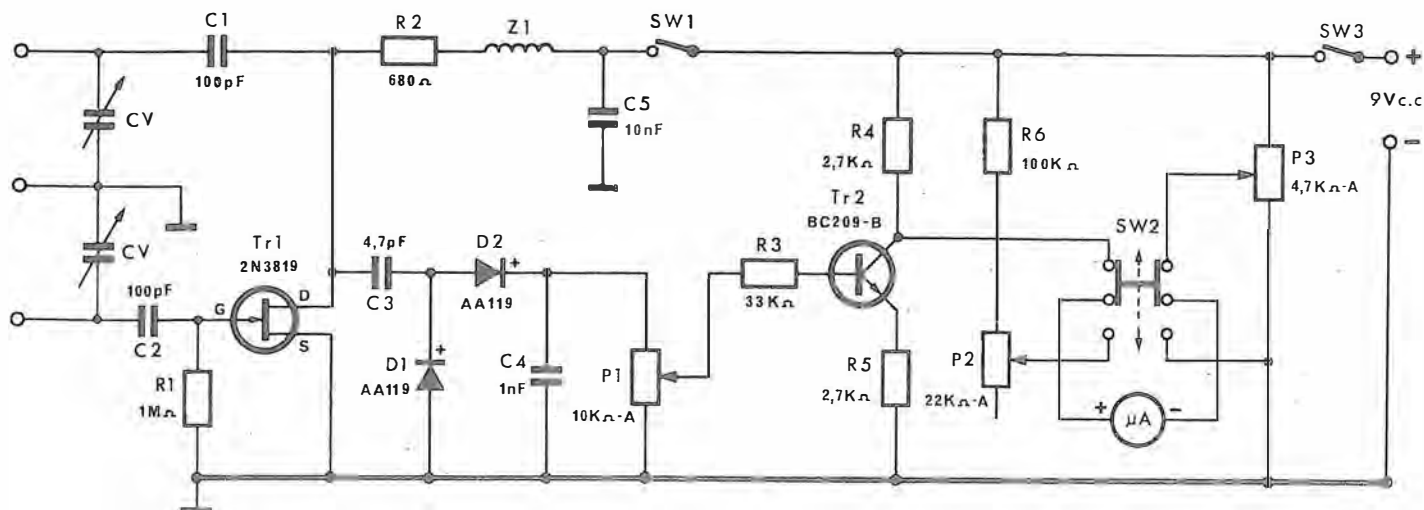 C1
100pF
R2
680Ω
Z1
SW1
SW3
+
9Vc.c
-
CV
C5
10nF
R4
2,7KΩ
R6
100KΩ
P3
4,7KΩ-A
Tr2
BC209-B
SW2
CV
Tr1
2N3819
4,7pF
C3
D2
+
AA119
R3
33KΩ
100pF
C2
G
D
S
R1
1MΩ
D1
AA119
+
C4
1nF
P1
10KΩ-A
R5
2,7KΩ
P2
22KΩ-A
+
µA
-